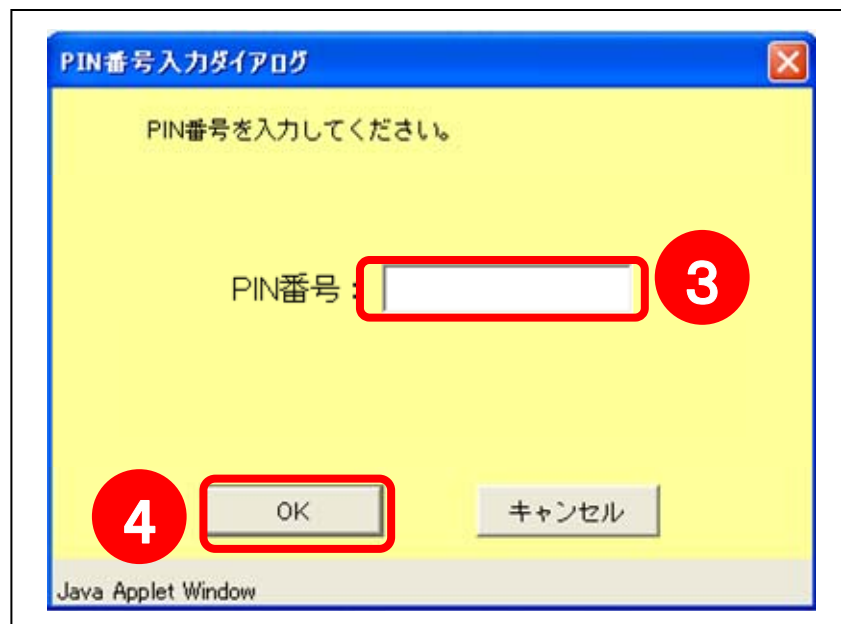 PIN番号入力ダイアログ
PIN番号を入力してください。
PIN番号：
3
4
OK
キャンセル
Java Applet Window